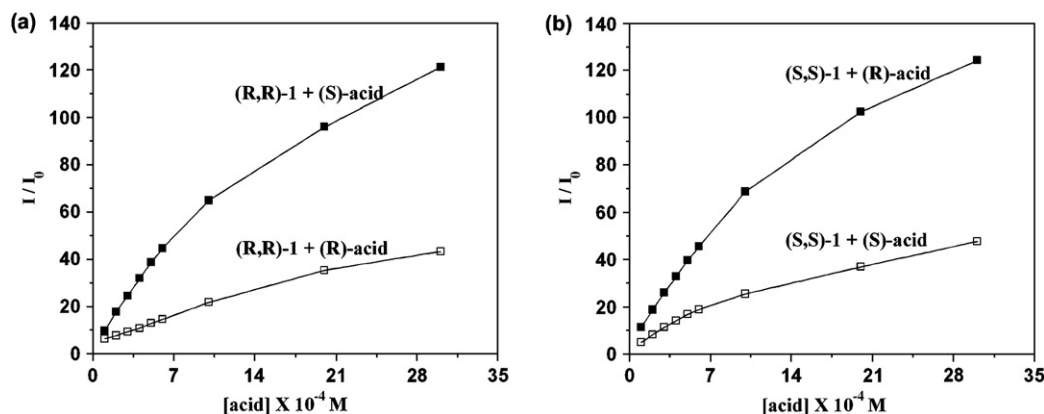 (a)
140
120
100
80
60
40
20
0
I / I0
(R,R)-1 + (S)-acid
(R,R)-1 + (R)-acid
0 7 14 21 28 35
[acid] X 10-4 M
(b)
140
120
100
80
60
40
20
0
I / I0
(S,S)-1 + (R)-acid
(S,S)-1 + (S)-acid
0 7 14 21 28 35
[acid] X 10-4 M